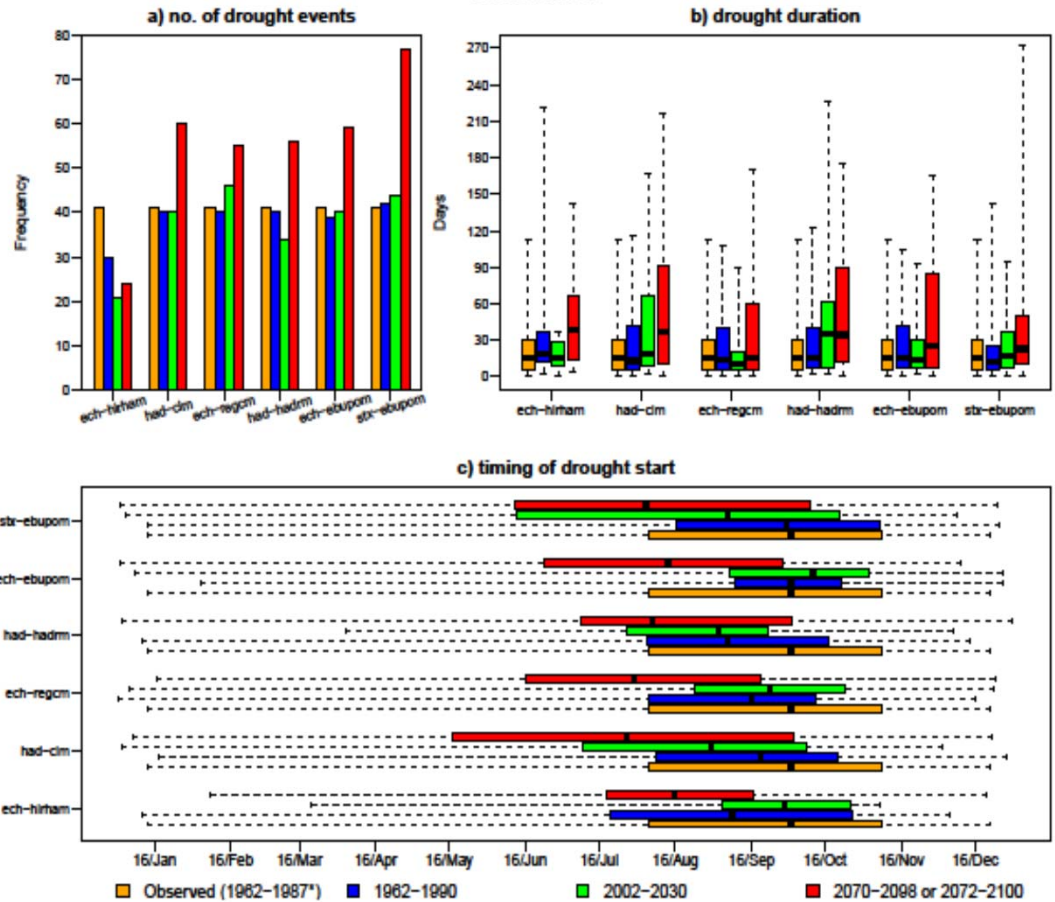 a) no. of drought events
80
70
60
50
40
30
20
10
0
Frequency
ech-hirham
had-clm
ech-regcm
had-hadrm
ech-ebupom
stx-ebupom
b) drought duration
270
240
210
180
150
120
90
60
30
0
Days
ech-hirham
had-clm
ech-regcm
had-hadrm
ech-ebupom
stx-ebupom
c) timing of drought start
stx-ebupom
ech-ebupom
had-hadrm
ech-regcm
had-clm
ech-hirham
16/Jan 16/Feb 16/Mar 16/Apr 16/May 16/Jun 16/Jul 16/Aug 16/Sep 16/Oct 16/Nov 16/Dec
Observed (1962-1987*) 1962-1990 2002-2030 2070-2098 or 2072-2100